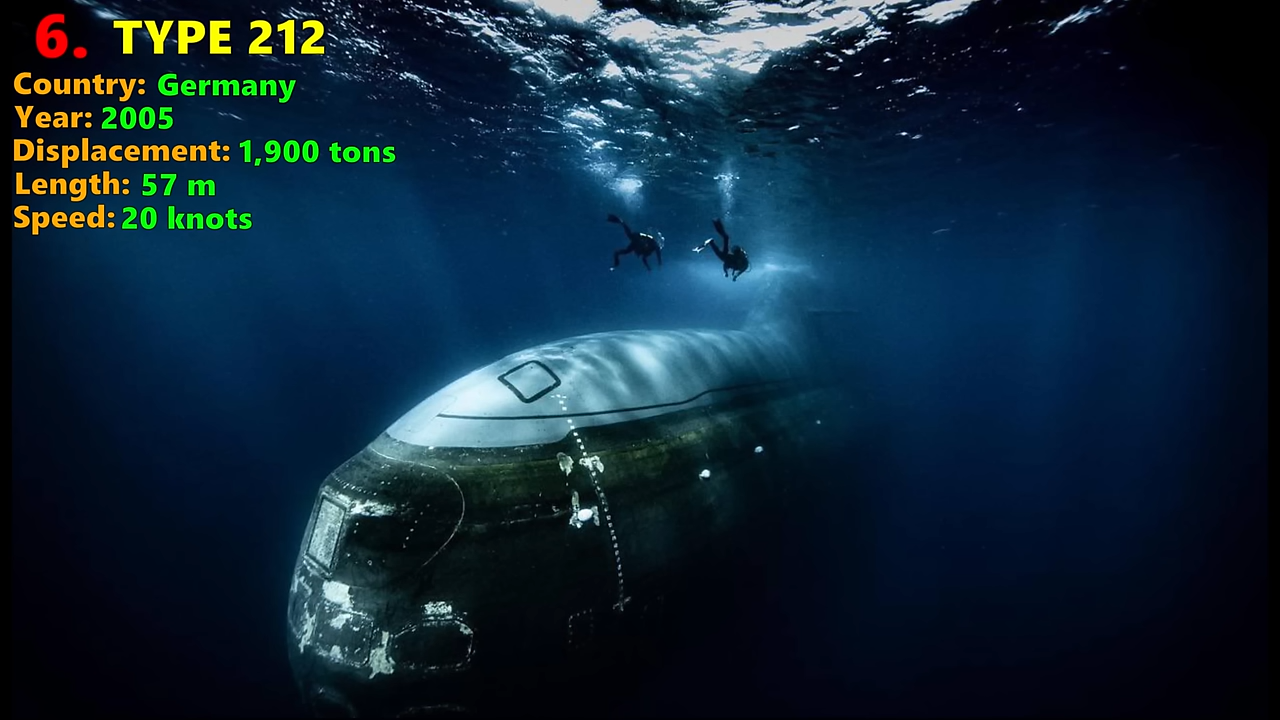 6. TYPE 212
Country: Germany
Year: 2005
Displacement: 1,900 tons
Length: 57 m
Speed: 20 knots